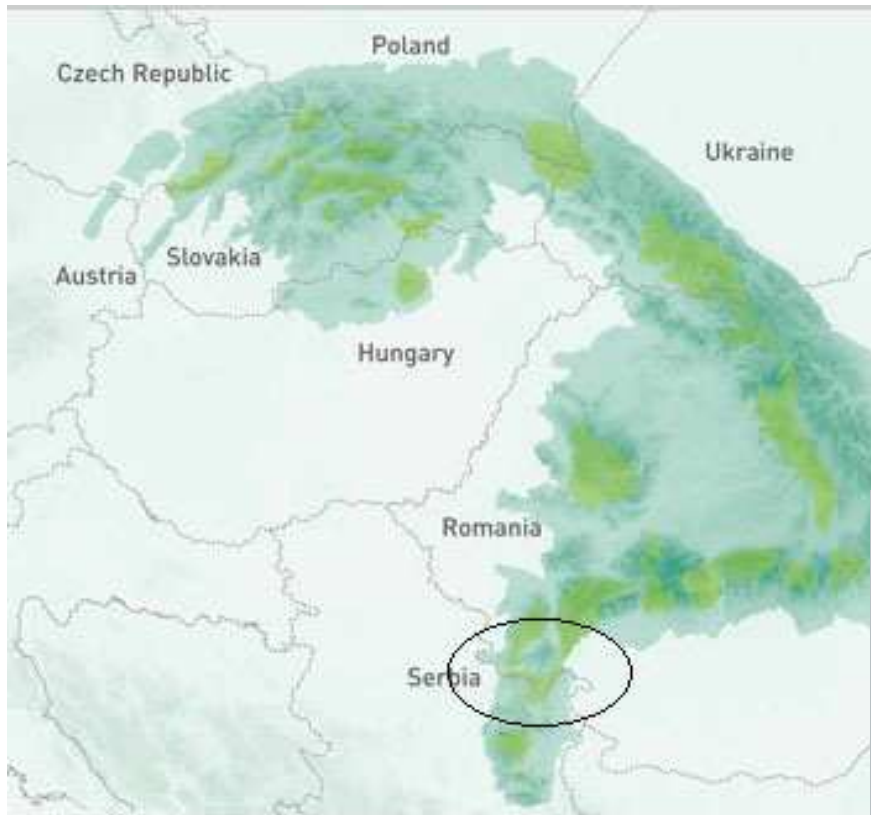 Poland
Czech Republic
Ukraine
Slovakia
Austria
Hungary
Romania
Serbia